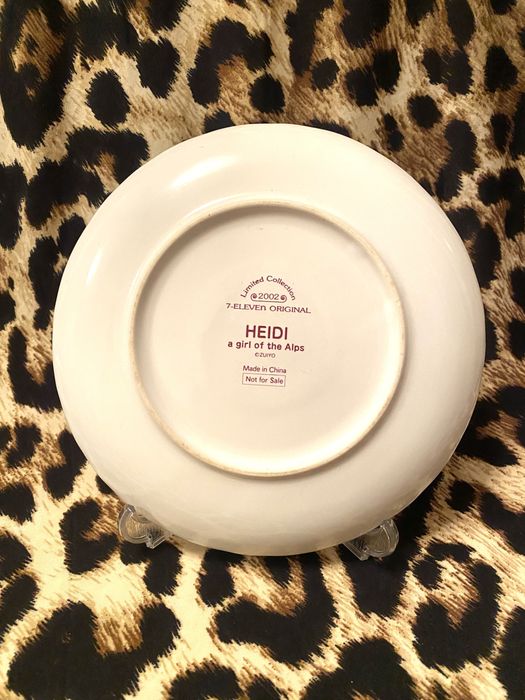 Limited Collection
2002
7-ELEVEn ORIGINAL
HEIDI
a girl of the Alps
©ZUIYO
Made in China
Not for Sale